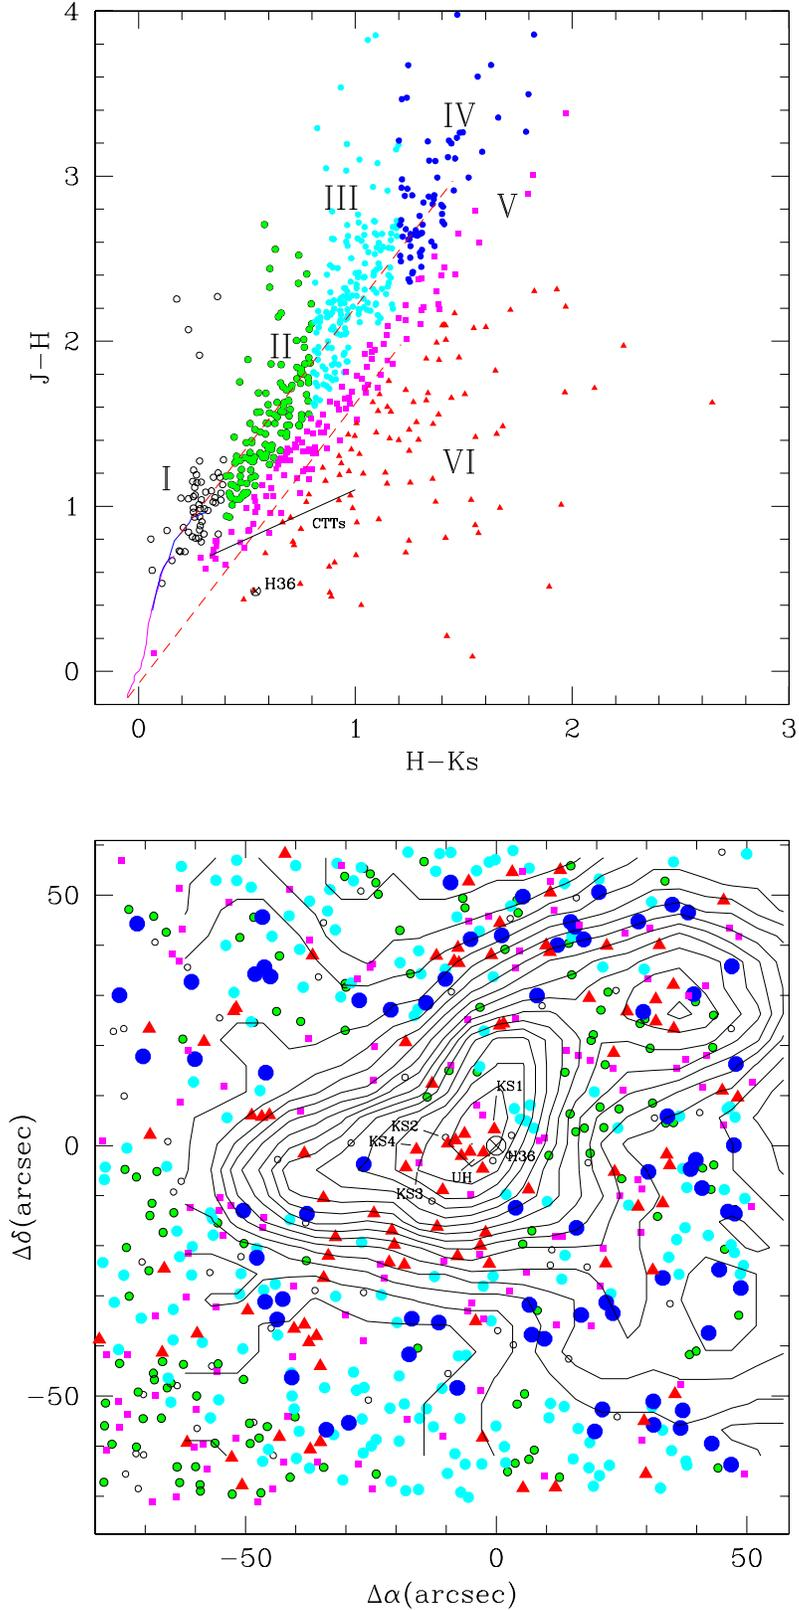 4
3
2
1
0
J−H
I
II
III
IV
V
VI
CTTs
H36
0
1
2
3
H−Ks
50
0
−50
Δδ(arcsec)
KS1
KS2
KS4
H36
UH
KS3
−50
0
50
Δα(arcsec)